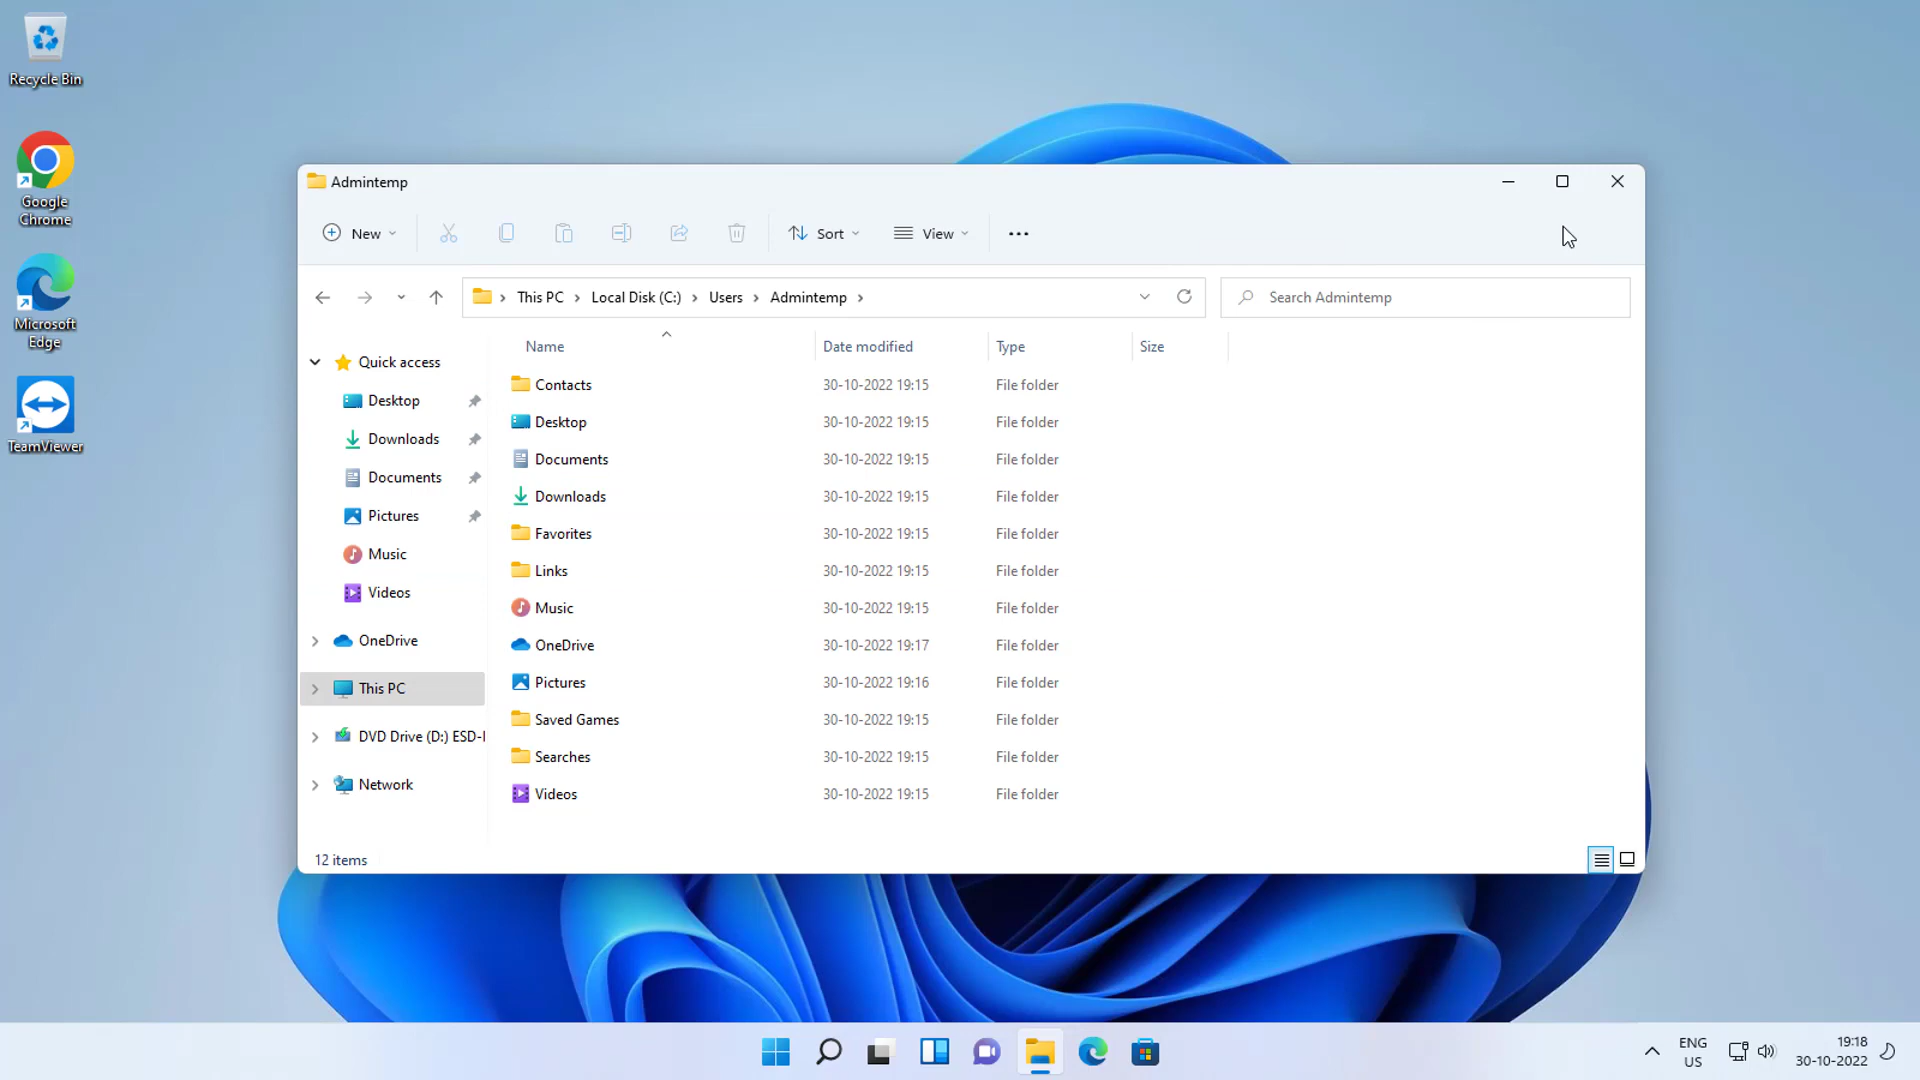 Recycle Bin
Google
Chrome
Microsoft
Edge
TeamViewer
Admintemp
New
Sort
View
This PC
Local Disk (C:)
Users
Admintemp
Search Admintemp
Name
Date modified
Type
Size
Quick access
Desktop
Downloads
Documents
Pictures
Music
Videos
OneDrive
This PC
DVD Drive (D:) ESD-I
Network
Contacts 30-10-2022 19:15 File folder
Desktop 30-10-2022 19:15 File folder
Documents 30-10-2022 19:15 File folder
Downloads 30-10-2022 19:15 File folder
Favorites 30-10-2022 19:15 File folder
Links 30-10-2022 19:15 File folder
Music 30-10-2022 19:15 File folder
OneDrive 30-10-2022 19:17 File folder
Pictures 30-10-2022 19:16 File folder
Saved Games 30-10-2022 19:15 File folder
Searches 30-10-2022 19:15 File folder
Videos 30-10-2022 19:15 File folder
12 items
ENG
US
19:18
30-10-2022